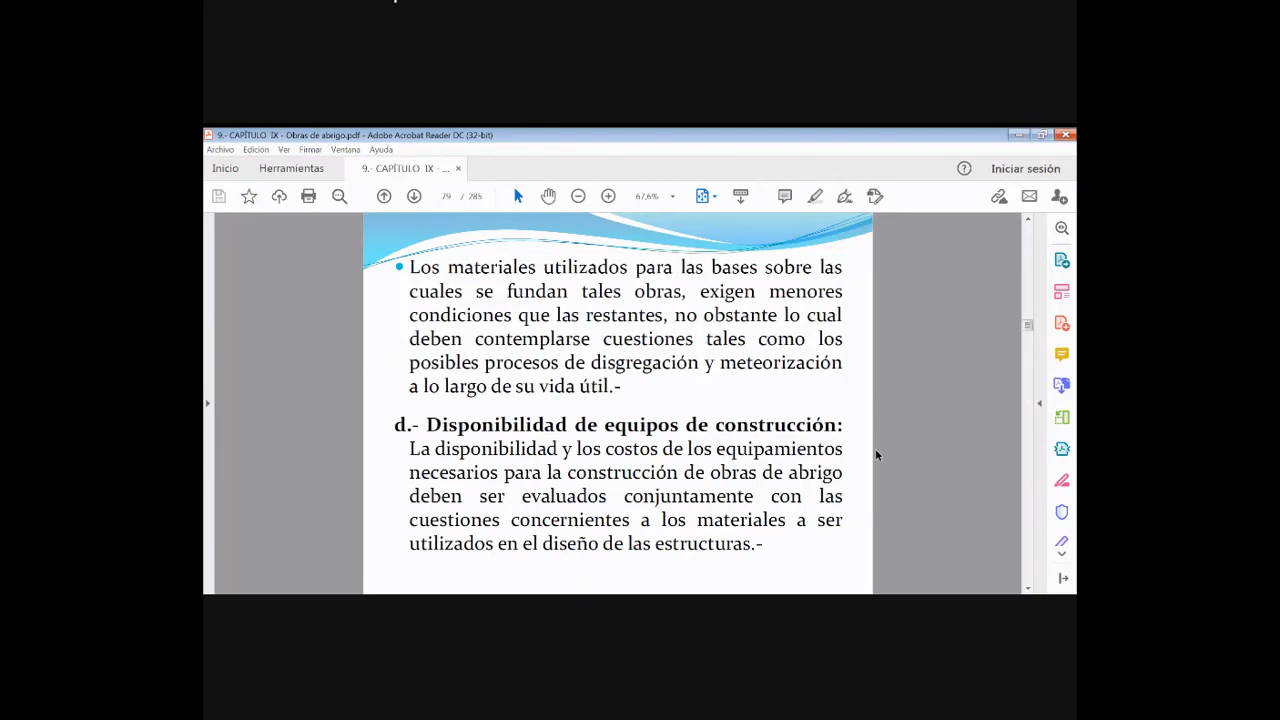 9.- CAPÍTULO IX - Obras de abrigo.pdf - Adobe Acrobat Reader DC (32-bit)
Archivo Edición Ver Firmar Ventana Ayuda
Inicio Herramientas 9.- CAPÍTULO IX - ... × Iniciar sesión
79 / 285 67,6%
Los materiales utilizados para las bases sobre las
cuales se fundan tales obras, exigen menores
condiciones que las restantes, no obstante lo cual
deben contemplarse cuestiones tales como los
posibles procesos de disgregación y meteorización
a lo largo de su vida útil.-
d.- Disponibilidad de equipos de construcción:
La disponibilidad y los costos de los equipamientos
necesarios para la construcción de obras de abrigo
deben ser evaluados conjuntamente con las
cuestiones concernientes a los materiales a ser
utilizados en el diseño de las estructuras.-